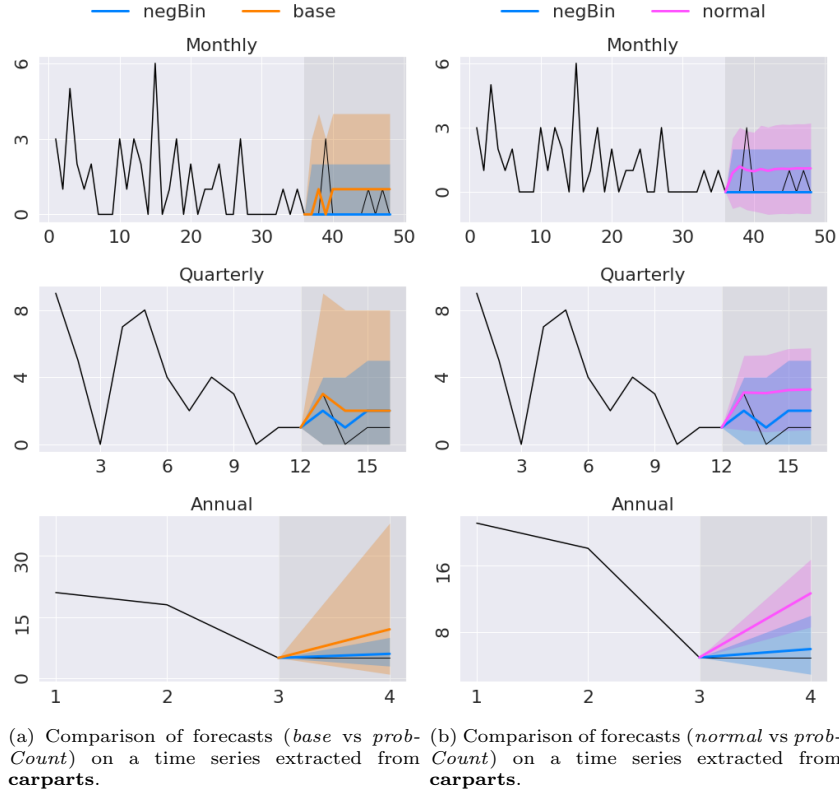 negBin base
negBin normal
Monthly
Monthly
6
3
0
0 10 20 30 40 50
6
3
0
0 10 20 30 40 50
Quarterly
Quarterly
8
4
0
3 6 9 12 15
8
4
0
3 6 9 12 15
Annual
Annual
30
15
0
1 2 3 4
16
8
1 2 3 4
(a) Comparison of forecasts (base vs prob-
Count) on a time series extracted from
carparts.
(b) Comparison of forecasts (normal vs prob-
Count) on a time series extracted from
carparts.